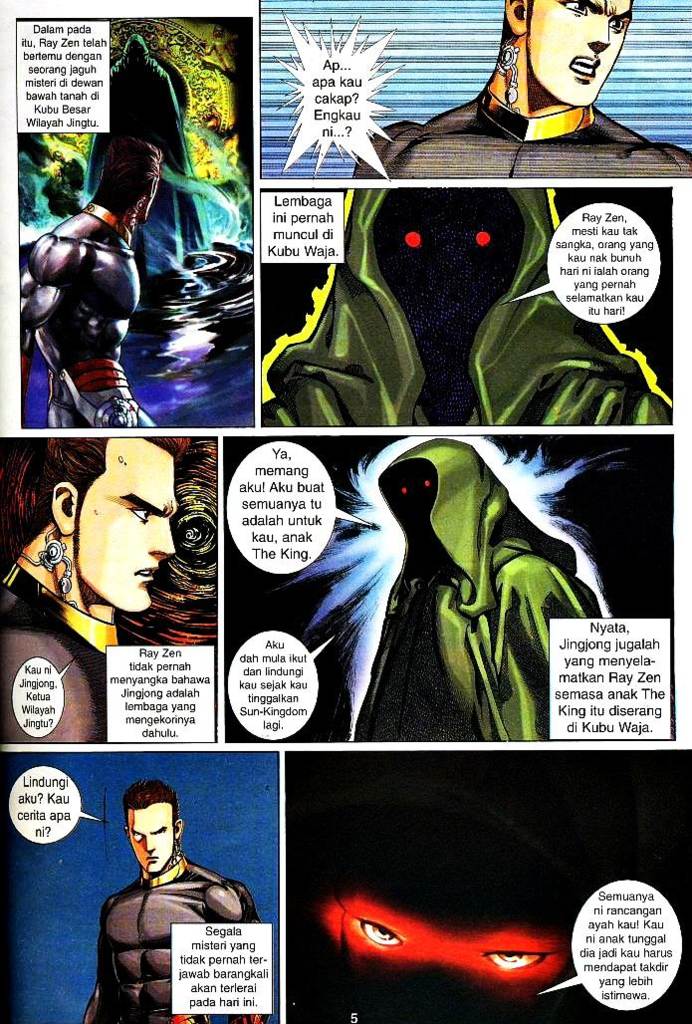 Dalam pada
itu, Ray Zen telah
bertemu dengan
seorang jaguh
misteri di dewan
bawah tanah di
Kubu Besar
Wilayah Jingtu.
Ap...
apa kau
cakap?
Engkau
ni...?
Lembaga
ini pernah
muncul di
Kubu Waja.
Ray Zen,
mesti kau tak
sangka, orang yang
kau nak bunuh
hari ni ialah orang
yang pernah
selamatkan kau
itu hari!
Kau ni
Jingjong,
Ketua
Wilayah
Jingtu?
Ray Zen
tidak pernah
menyangka bahawa
Jingjong adalah
lembaga yang
mengekorinya
dahulu.
Ya,
memang
aku! Aku buat
semuanya tu
adalah untuk
kau, anak
The King.
Aku
dah mula ikut
dan lindungi
kau sejak kau
tinggalkan
Sun-Kingdom
lagi.
Nyata,
Jingjong jugalah
yang menyela-
matkan Ray Zen
semasa anak The
King itu diserang
di Kubu Waja.
Lindungi
aku? Kau
cerita apa
ni?
Segala
misteri yang
tidak pernah ter-
jawab barangkali
akan terlerai
pada hari ini.
Semuanya
ni rancangan
ayah kau! Kau
ni anak tunggal
dia jadi kau harus
mendapat takdir
yang lebih
istimewa.
5